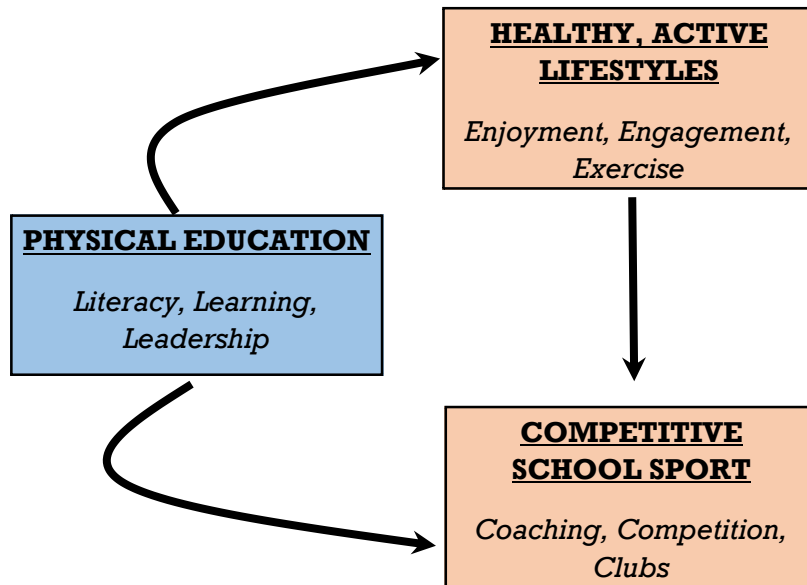 HEALTHY, ACTIVE
LIFESTYLES
Enjoyment, Engagement,
Exercise
PHYSICAL EDUCATION
Literacy, Learning,
Leadership
COMPETITIVE
SCHOOL SPORT
Coaching, Competition,
Clubs